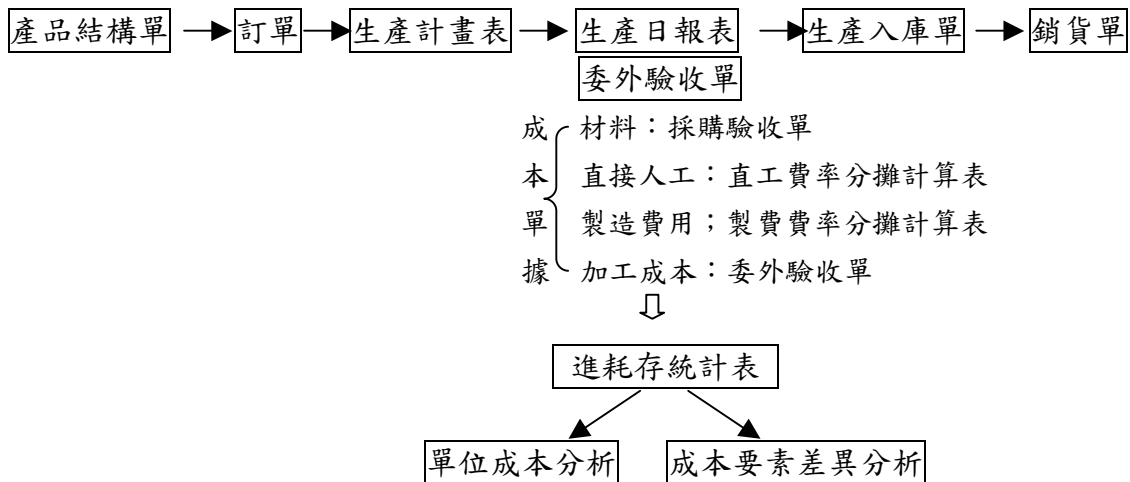 產品結構單 訂單 生產計畫表 生產日報表 生產入庫單 銷貨單
委外驗收單
成 材料：採購驗收單
本 直接人工：直工費率分攤計算表
單 製造費用；製費費率分攤計算表
據 加工成本：委外驗收單
進耗存統計表
單位成本分析 成本要素差異分析